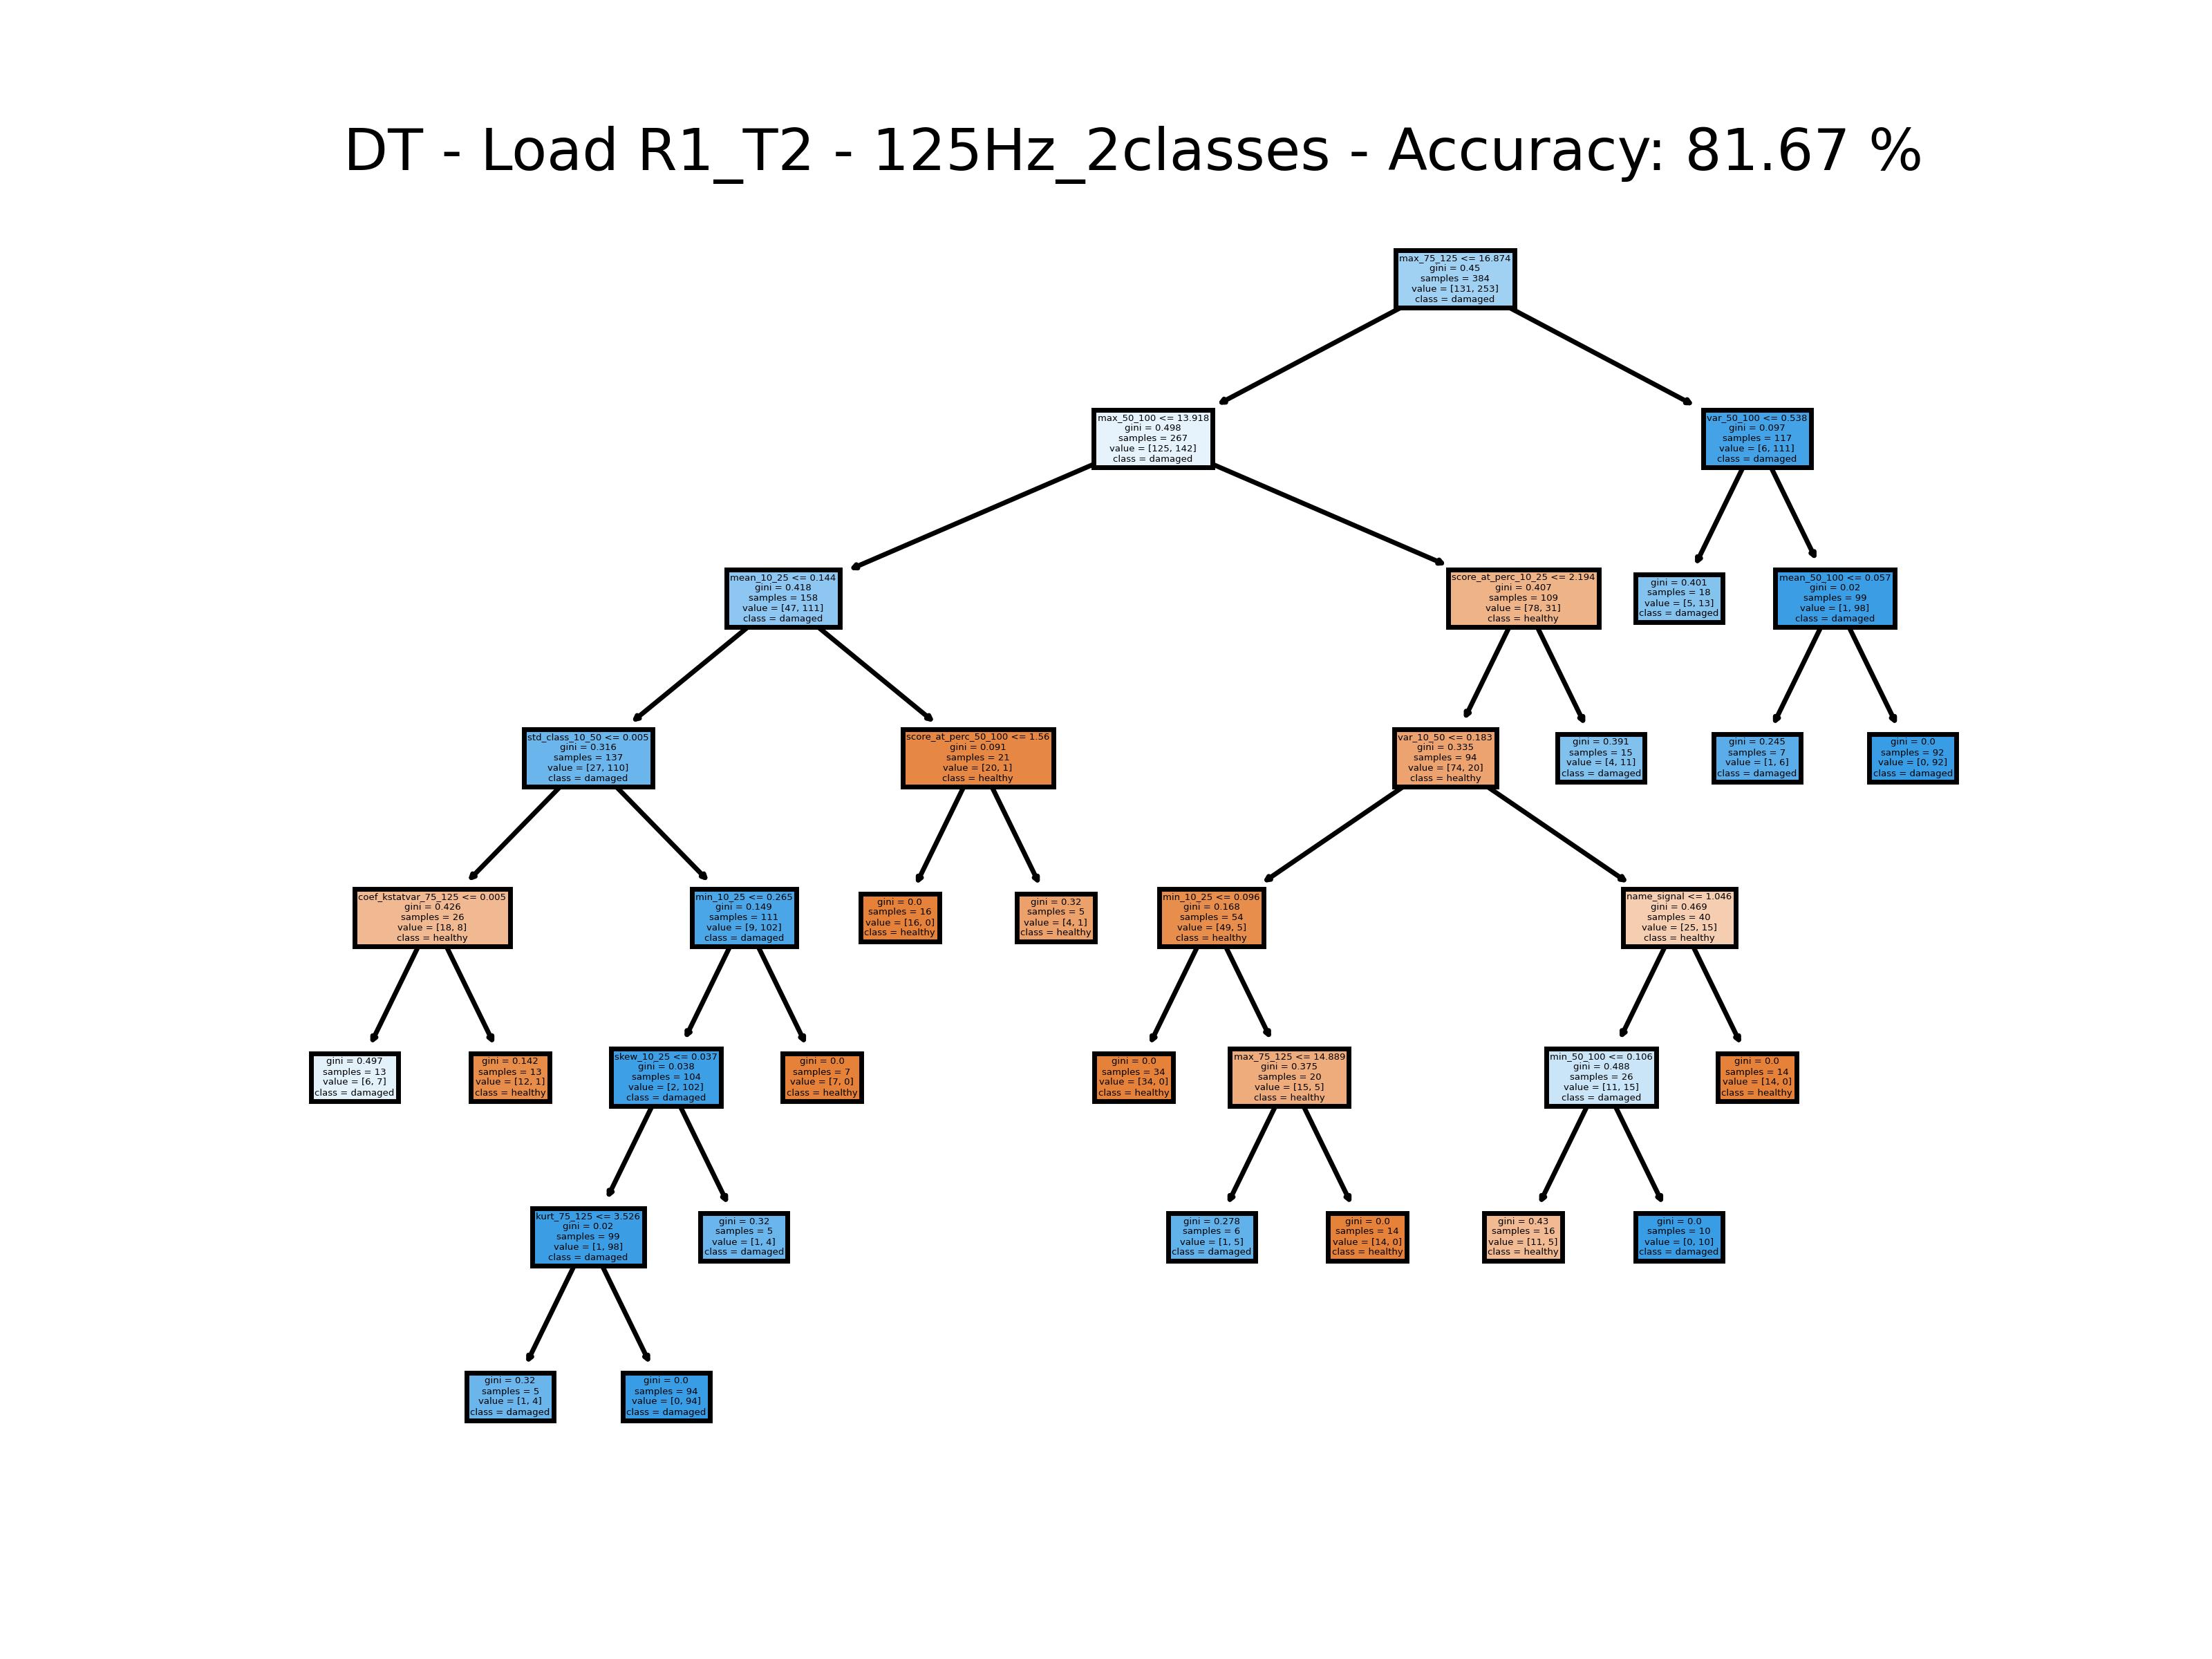 DT - Load R1_T2 - 125Hz_2classes - Accuracy: 81.67 %
max_75_125 <= 16.874
gini = 0.45
samples = 384
value = [131, 253]
class = damaged
max_50_100 <= 13.918
gini = 0.498
samples = 267
value = [125, 142]
class = damaged
var_50_100 <= 0.538
gini = 0.097
samples = 117
value = [6, 111]
class = damaged
mean_10_25 <= 0.144
gini = 0.418
samples = 158
value = [47, 111]
class = damaged
score_at_perc_10_25 <= 2.194
gini = 0.407
samples = 109
value = [78, 31]
class = healthy
gini = 0.401
samples = 18
value = [5, 13]
class = damaged
mean_50_100 <= 0.057
gini = 0.02
samples = 99
value = [1, 98]
class = damaged
std_class_10_50 <= 0.005
gini = 0.316
samples = 137
value = [27, 110]
class = damaged
score_at_perc_50_100 <= 1.56
gini = 0.091
samples = 21
value = [20, 1]
class = healthy
var_10_50 <= 0.183
gini = 0.335
samples = 94
value = [74, 20]
class = healthy
gini = 0.391
samples = 15
value = [4, 11]
class = damaged
gini = 0.245
samples = 7
value = [1, 6]
class = damaged
gini = 0.0
samples = 92
value = [0, 92]
class = damaged
coef_kstatvar_75_125 <= 0.005
gini = 0.426
samples = 26
value = [18, 8]
class = healthy
min_10_25 <= 0.265
gini = 0.149
samples = 111
value = [9, 102]
class = damaged
gini = 0.0
samples = 16
value = [16, 0]
class = healthy
gini = 0.32
samples = 5
value = [4, 1]
class = healthy
min_10_25 <= 0.096
gini = 0.168
samples = 54
value = [49, 5]
class = healthy
name_signal <= 1.046
gini = 0.469
samples = 40
value = [25, 15]
class = healthy
gini = 0.497
samples = 13
value = [6, 7]
class = damaged
gini = 0.142
samples = 13
value = [12, 1]
class = healthy
skew_10_25 <= 0.037
gini = 0.038
samples = 104
value = [2, 102]
class = damaged
gini = 0.0
samples = 7
value = [7, 0]
class = healthy
gini = 0.0
samples = 34
value = [34, 0]
class = healthy
max_75_125 <= 14.889
gini = 0.375
samples = 20
value = [15, 5]
class = healthy
min_50_100 <= 0.106
gini = 0.488
samples = 26
value = [11, 15]
class = damaged
gini = 0.0
samples = 14
value = [14, 0]
class = healthy
kurt_75_125 <= 3.526
gini = 0.02
samples = 99
value = [1, 98]
class = damaged
gini = 0.32
samples = 5
value = [1, 4]
class = damaged
gini = 0.278
samples = 6
value = [1, 5]
class = damaged
gini = 0.0
samples = 14
value = [14, 0]
class = healthy
gini = 0.43
samples = 16
value = [11, 5]
class = healthy
gini = 0.0
samples = 10
value = [0, 10]
class = damaged
gini = 0.32
samples = 5
value = [1, 4]
class = damaged
gini = 0.0
samples = 94
value = [0, 94]
class = damaged